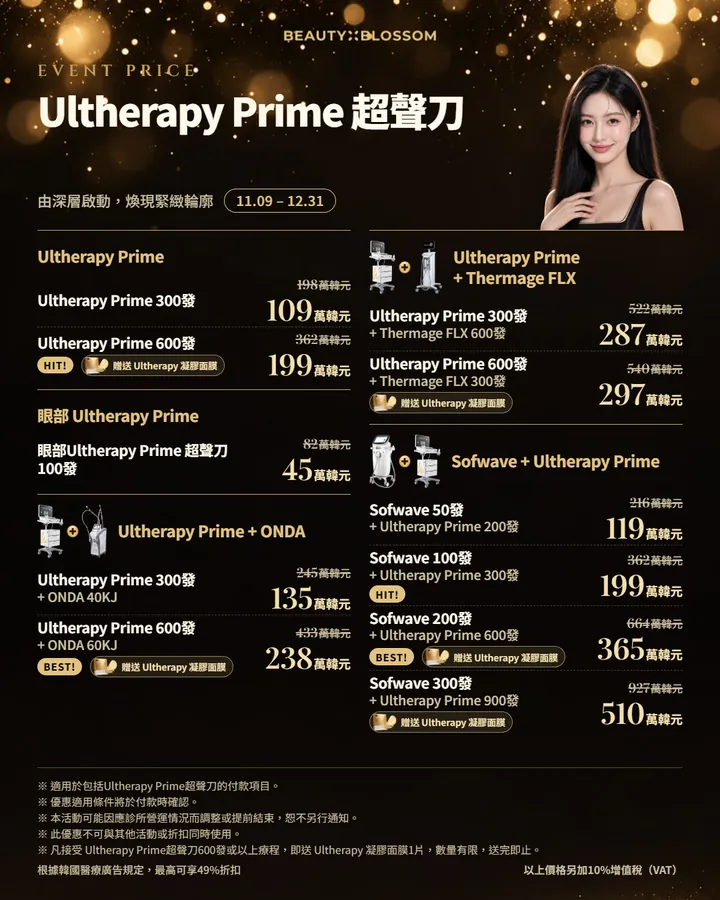 BEAUTY::BLOSSOM
EVENT PRICE
Ultherapy Prime 超聲刀
由深層啟動，煥現緊緻輪廓
11.09 – 12.31
Ultherapy Prime
Ultherapy Prime 300發
198萬韓元
109萬韓元
Ultherapy Prime 600發
HIT!
贈送 Ultherapy 凝膠面膜
362萬韓元
199萬韓元
眼部 Ultherapy Prime
眼部Ultherapy Prime 超聲刀
100發
82萬韓元
45萬韓元
Ultherapy Prime + ONDA
Ultherapy Prime 300發
+ ONDA 40KJ
245萬韓元
135萬韓元
Ultherapy Prime 600發
+ ONDA 60KJ
BEST!
贈送 Ultherapy 凝膠面膜
433萬韓元
238萬韓元
Ultherapy Prime
+ Thermage FLX
Ultherapy Prime 300發
+ Thermage FLX 600發
522萬韓元
287萬韓元
Ultherapy Prime 600發
+ Thermage FLX 300發
贈送 Ultherapy 凝膠面膜
540萬韓元
297萬韓元
Sofwave + Ultherapy Prime
Sofwave 50發
+ Ultherapy Prime 200發
216萬韓元
119萬韓元
Sofwave 100發
+ Ultherapy Prime 300發
HIT!
362萬韓元
199萬韓元
Sofwave 200發
+ Ultherapy Prime 600發
BEST!
贈送 Ultherapy 凝膠面膜
664萬韓元
365萬韓元
Sofwave 300發
+ Ultherapy Prime 900發
贈送 Ultherapy 凝膠面膜
927萬韓元
510萬韓元
※ 適用於包括Ultherapy Prime超聲刀的付款項目。
※ 優惠適用條件將於付款時確認。
※ 本活動可能因應診所營運情況而調整或提前結束，恕不另行通知。
※ 此優惠不可與其他活動或折扣同時使用。
※ 凡接受 Ultherapy Prime超聲刀600發或以上療程，即送 Ultherapy 凝膠面膜1片，數量有限，送完即止。
根據韓國醫療廣告規定，最高可享49%折扣
以上價格另加10%增值稅（VAT）